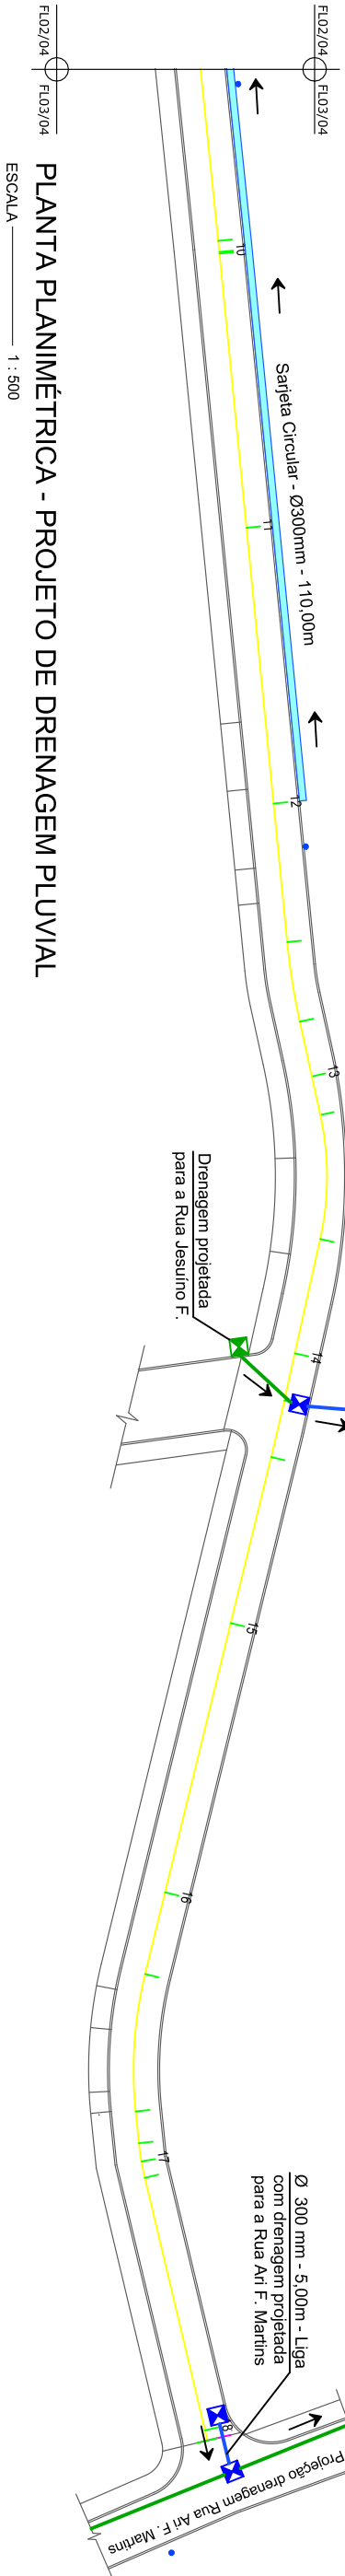 FL02/04
FL03/04
FL02/04
FL03/04
10
Sarjeta Circular - Ø300mm - 110,00m
11
12
13
14
15
16
17
Drenagem projetada
para a Rua Jesuíno F.
Ø 300 mm - 5,00m - Liga
com drenagem projetada
para a Rua Ari F. Martins
Projeção drenagem Rua Ari F. Martins
PLANTA PLANIMÉTRICA - PROJETO DE DRENAGEM PLUVIAL
ESCALA 1 : 500